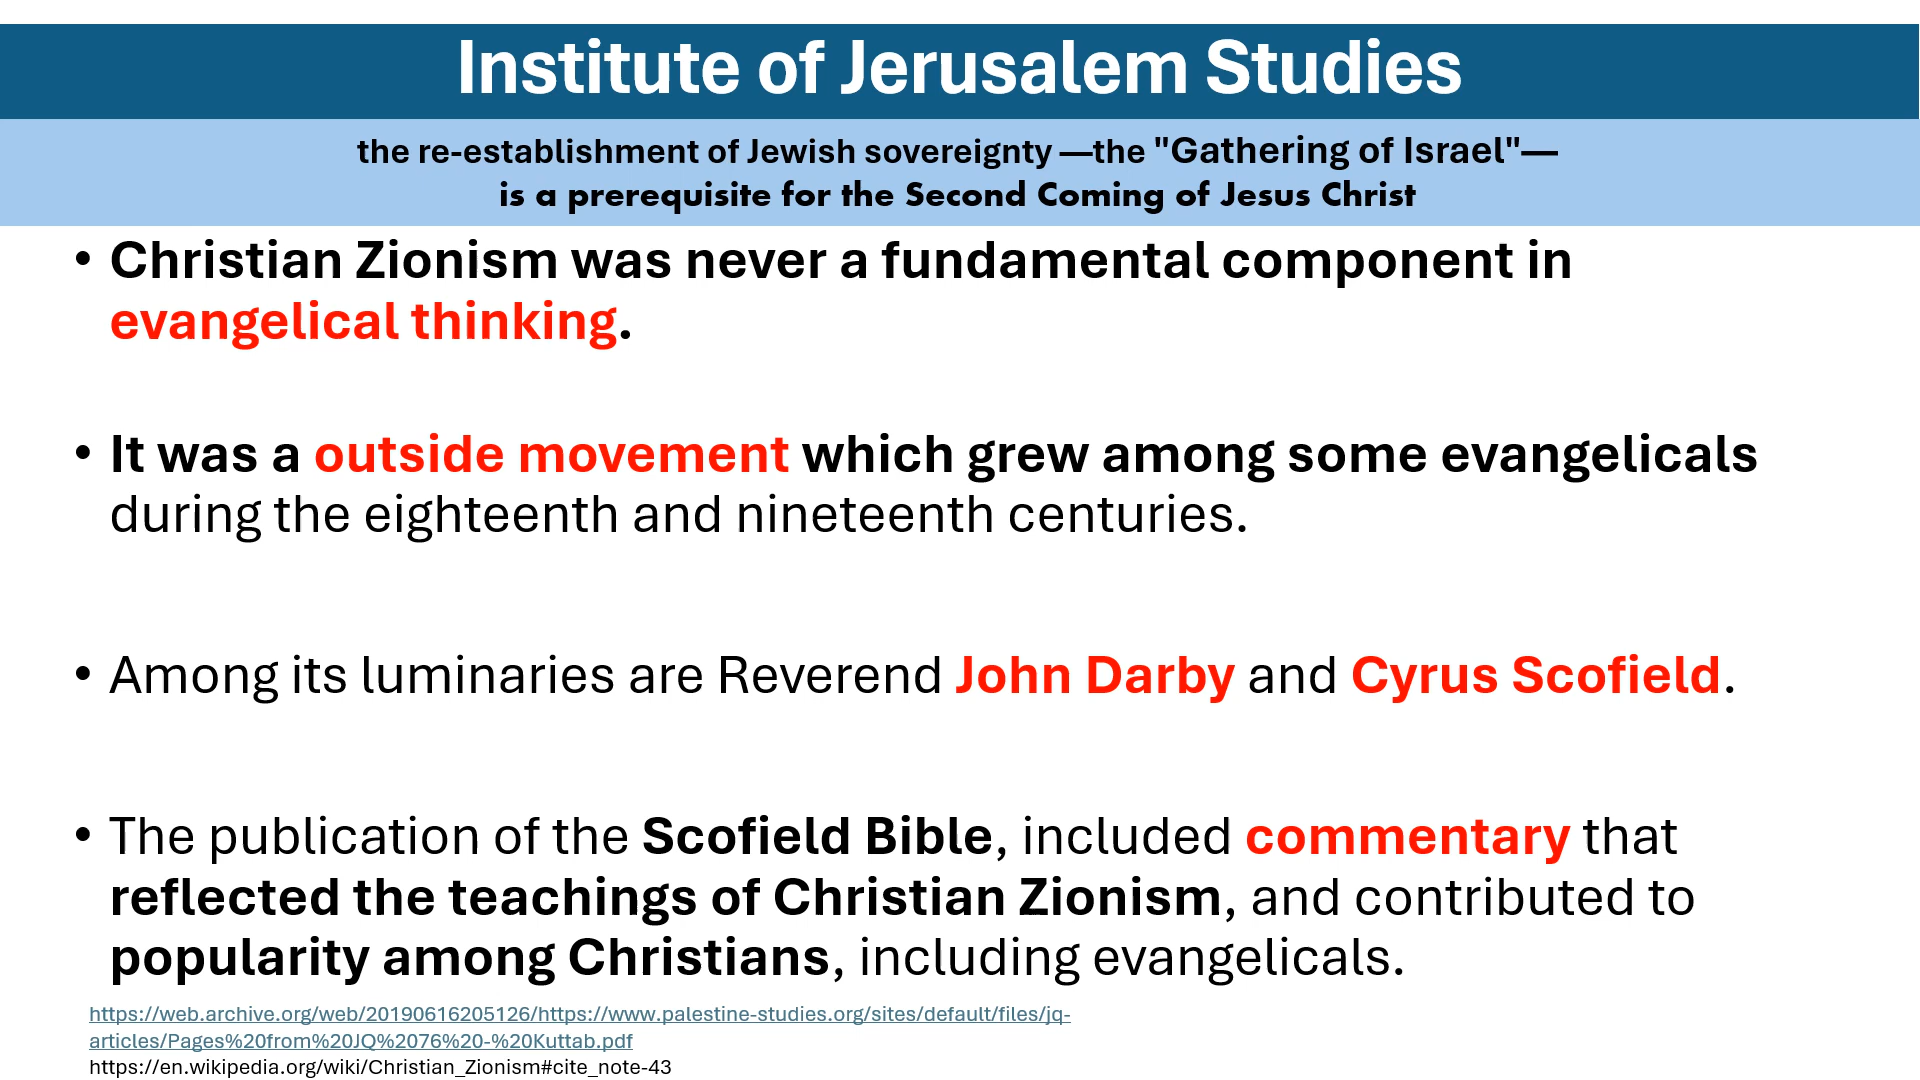 Institute of Jerusalem Studies
the re-establishment of Jewish sovereignty —the "Gathering of Israel"—
is a prerequisite for the Second Coming of Jesus Christ
• Christian Zionism was never a fundamental component in
evangelical thinking.
• It was a outside movement which grew among some evangelicals
during the eighteenth and nineteenth centuries.
• Among its luminaries are Reverend John Darby and Cyrus Scofield.
• The publication of the Scofield Bible, included commentary that
reflected the teachings of Christian Zionism, and contributed to
popularity among Christians, including evangelicals.
https://web.archive.org/web/20190616205126/https://www.palestine-studies.org/sites/default/files/jq-
articles/Pages%20from%20JQ%2076%20-%20Kuttab.pdf
https://en.wikipedia.org/wiki/Christian_Zionism#cite_note-43